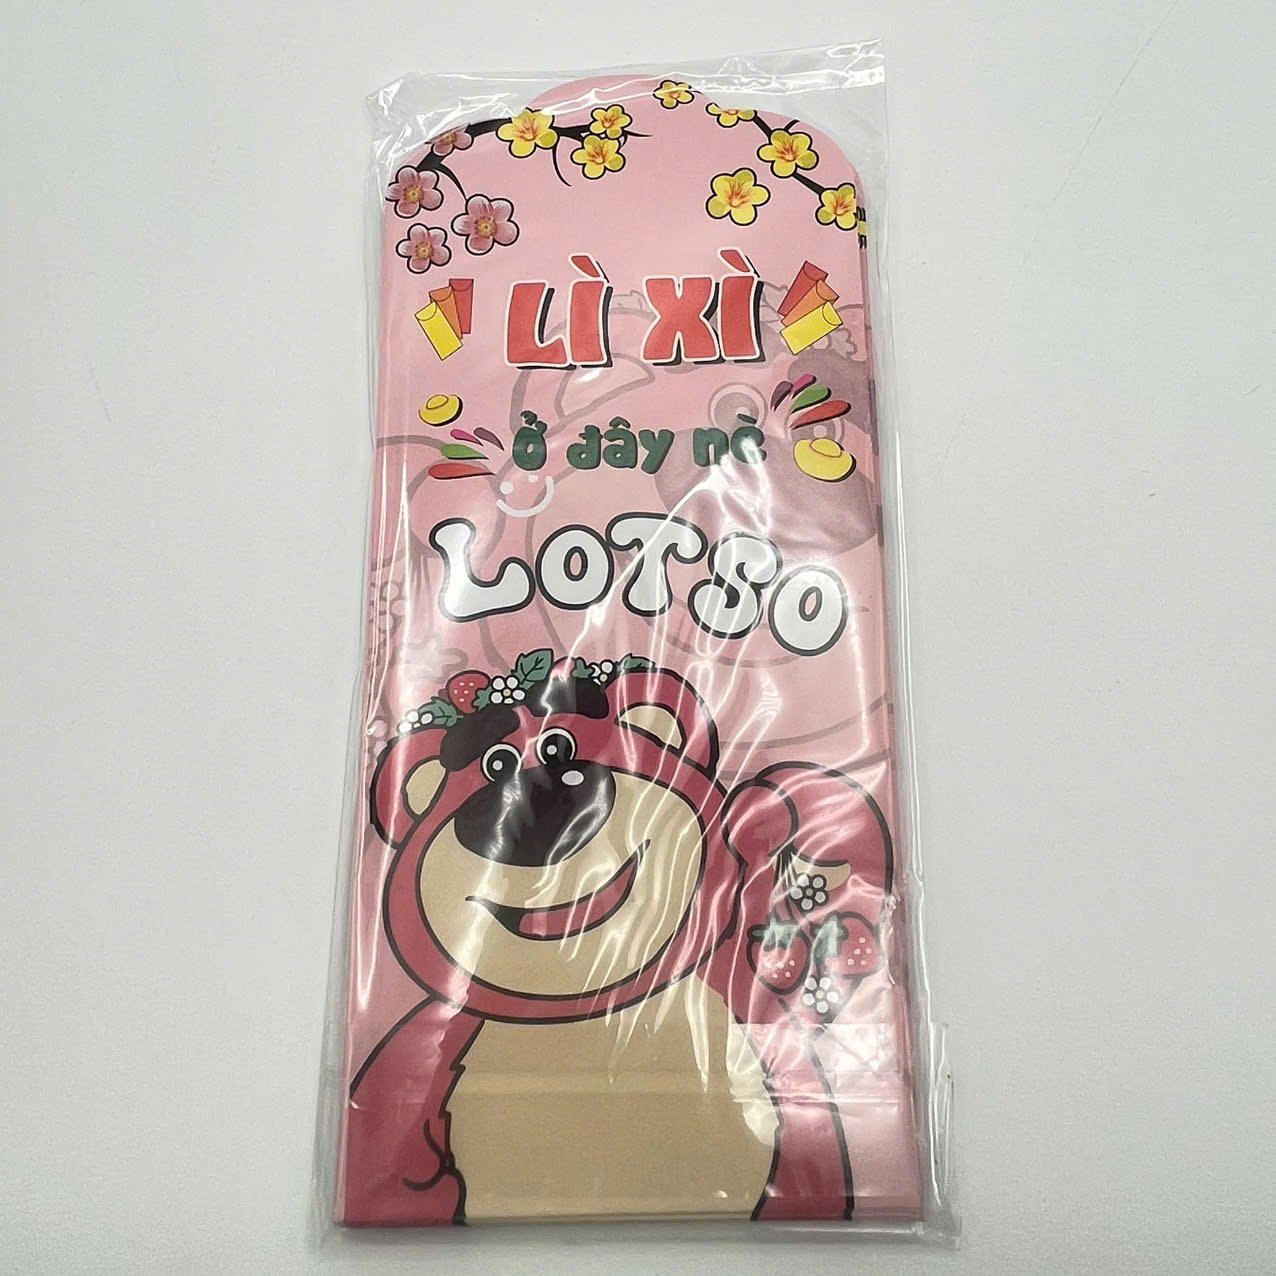 LÌ XÌ
Ở đây nè
LOTSO